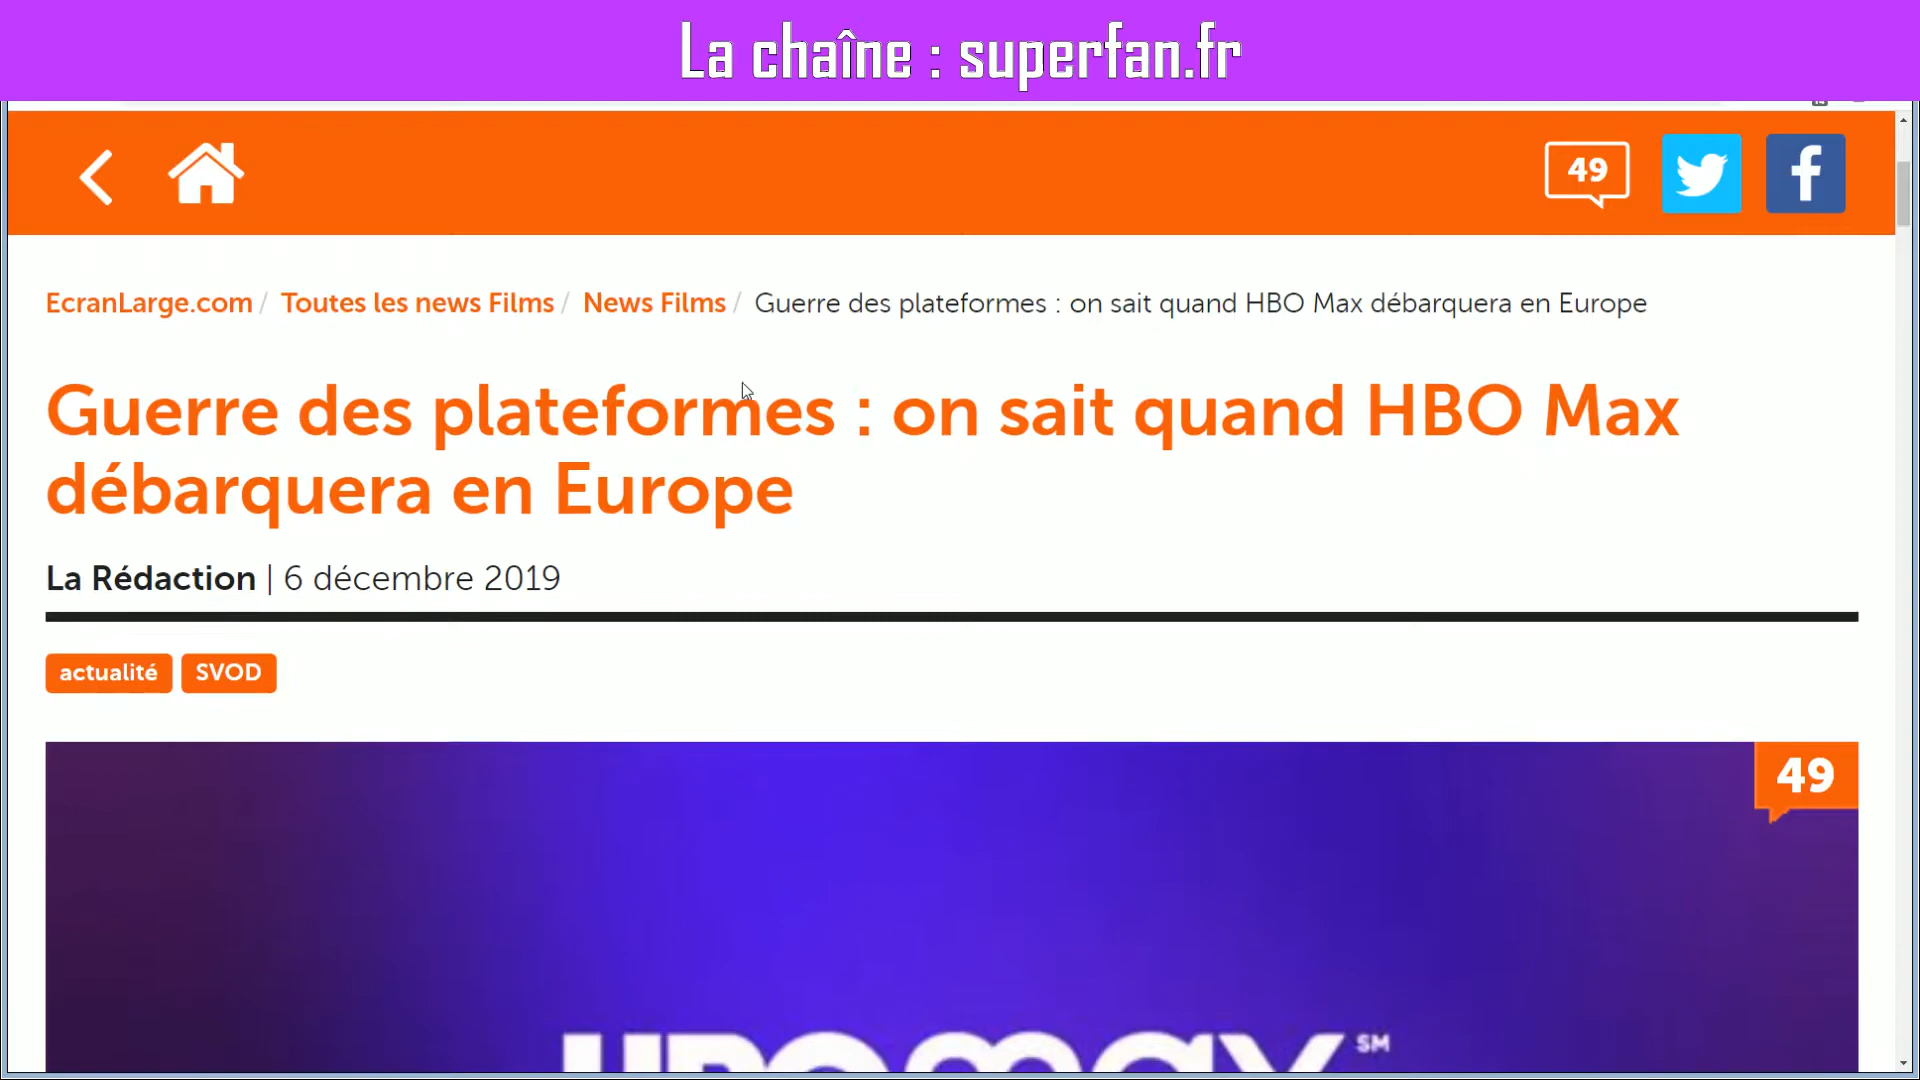 La chaîne : superfan.fr
49
EcranLarge.com / Toutes les news Films / News Films / Guerre des plateformes : on sait quand HBO Max débarquera en Europe
Guerre des plateformes : on sait quand HBO Max
débarquera en Europe
La Rédaction | 6 décembre 2019
actualité SVOD
49
HBO max SM